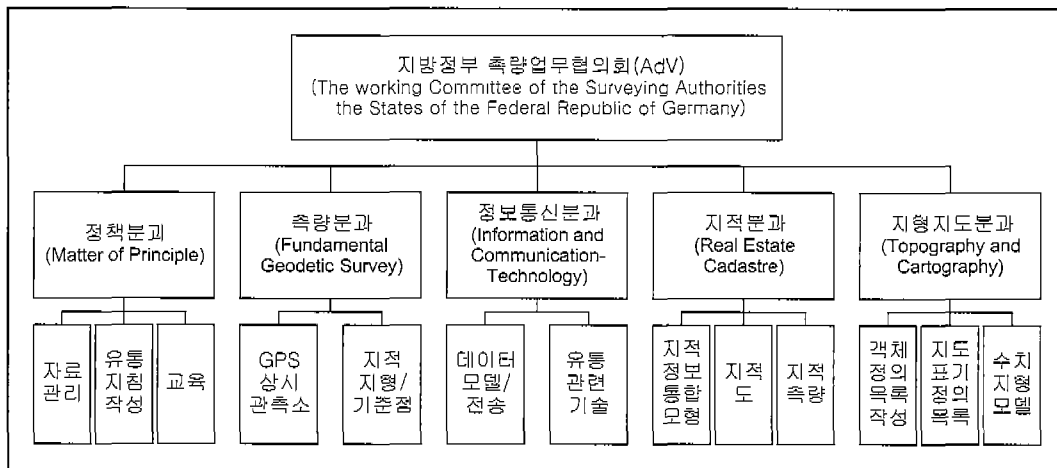 지방정부 측량업무협의회(AdV)
(The working Committee of the Surveying Authorities
the States of the Federal Republic of Germany)
정책분과
(Matter of Principle)
측량분과
(Fundamental
Geodetic Survey)
정보통신분과
(Information and
Communication-
Technology)
지적분과
(Real Estate
Cadastre)
지형지도분과
(Topography and
Cartography)
자료
관리
유통
지침
작성
교육
GPS
상시
관측소
지적
지형/
기준점
데이터
모델/
전송
유통
관련
기술
지적
정보
통합
모형
지적
도
지적
측량
객체
정의
목록
작성
지도
표기
정의
목록
수치
지형
모델